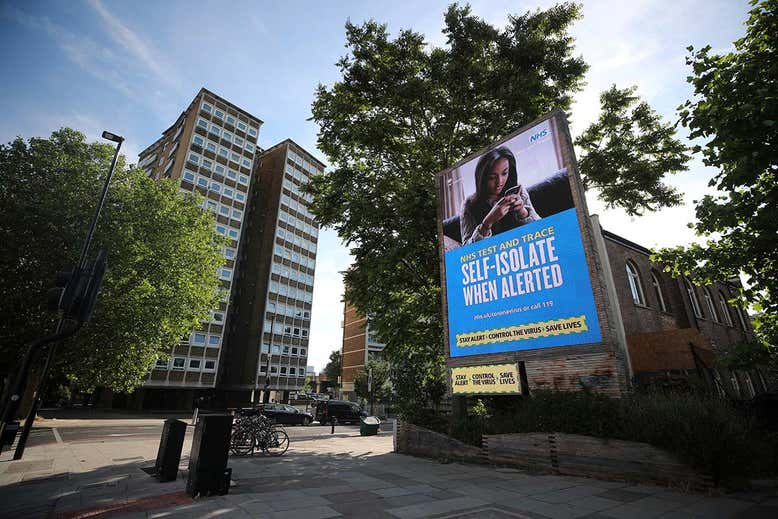 NHS
NHS TEST AND TRACE
SELF-ISOLATE
WHEN ALERTED
nhs.uk/coronavirus or call 119
STAY ALERT > CONTROL THE VIRUS > SAVE LIVES
STAY ALERT
CONTROL THE VIRUS
SAVE LIVES